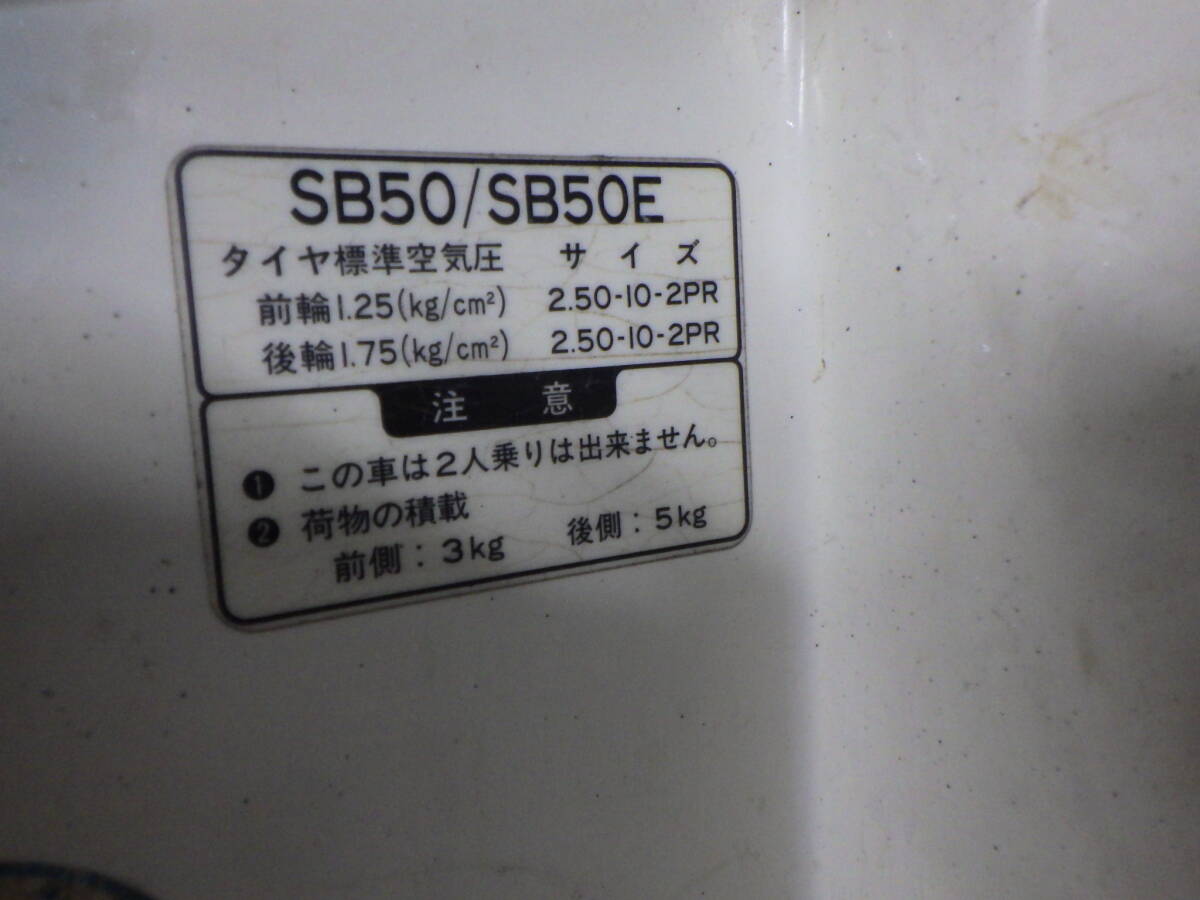 SB50/SB50E
タイヤ標準空気圧 サイズ
前輪1.25(kg/cm²) 2.50-10-2PR
後輪1.75(kg/cm²) 2.50-10-2PR
注意
❶ この車は2人乗りは出来ません。
❷ 荷物の積載
前側：3kg 後側：5kg